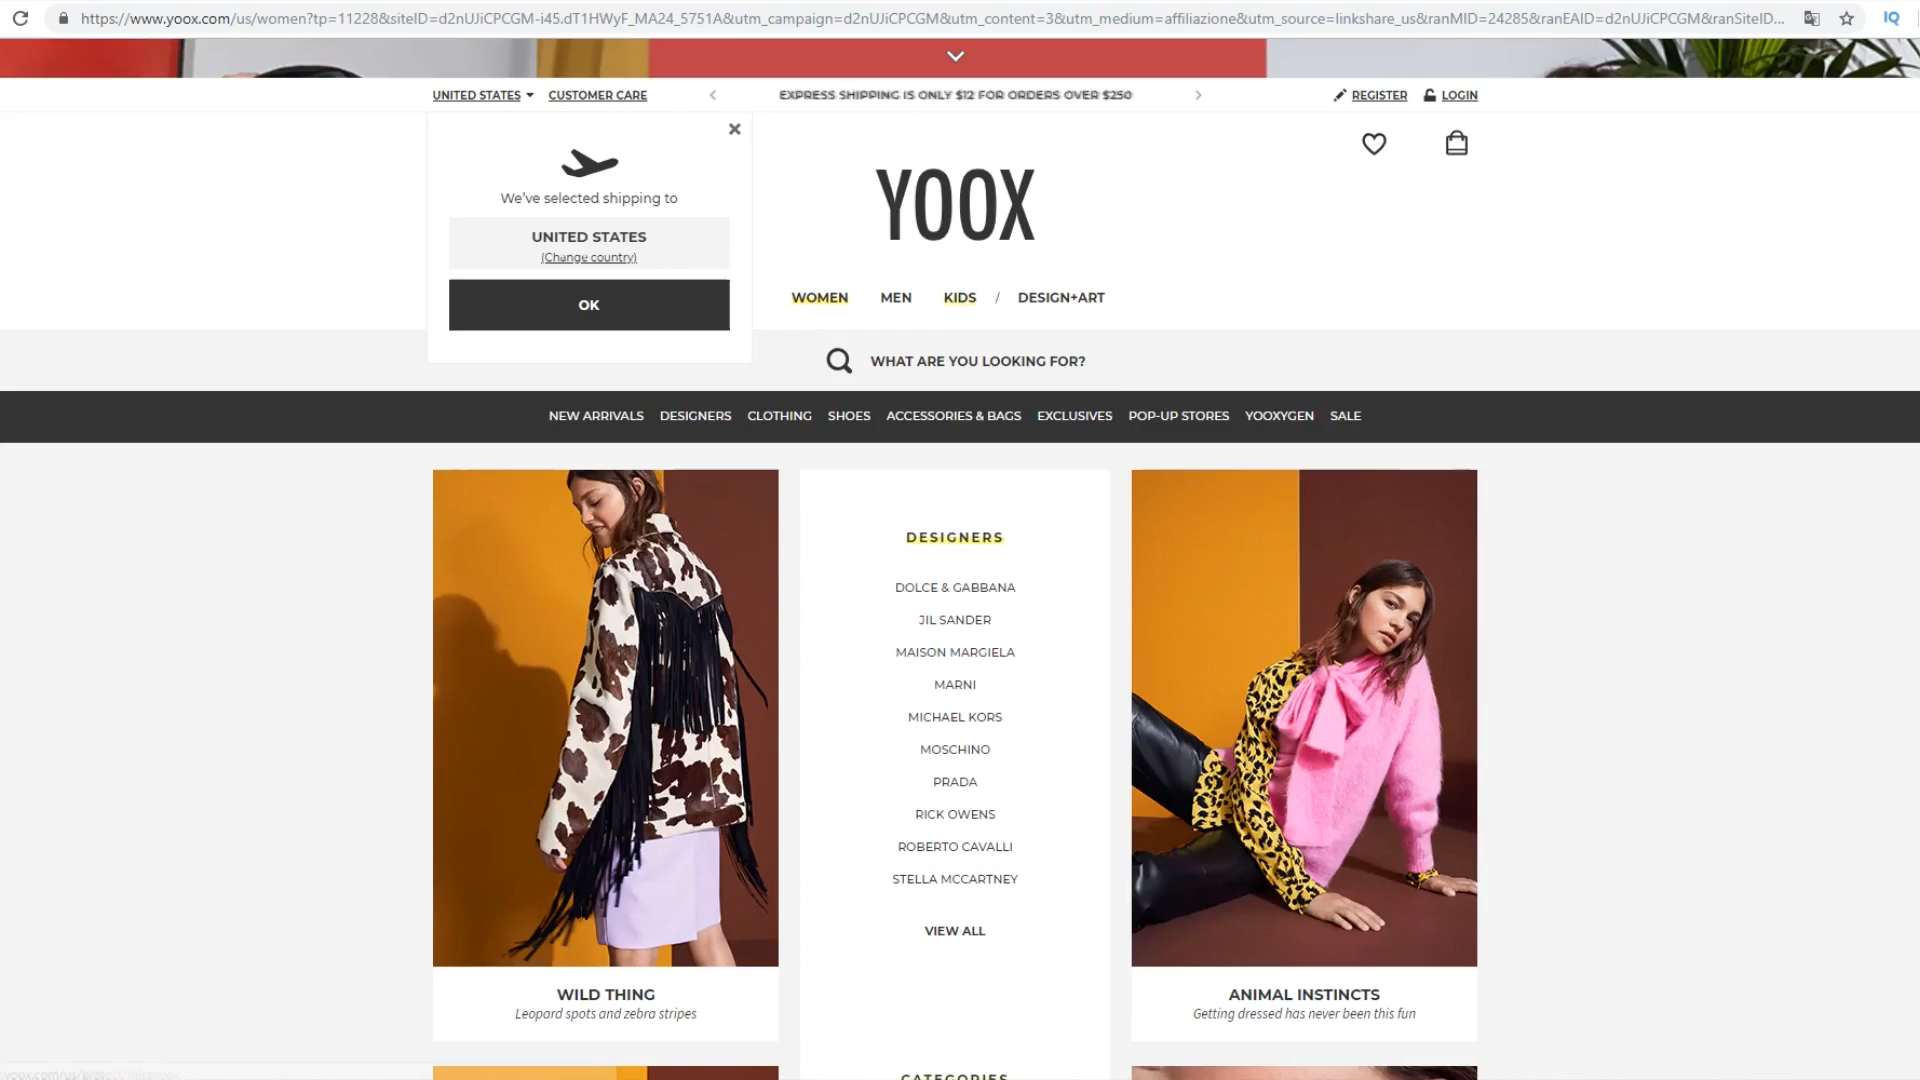 https://www.yoox.com/us/women?tp=11228&siteID=d2nUJiCPCGM-i45.dT1HWyF_MA24_5751A&utm_campaign=d2nUJiCPCGM&utm_content=3&utm_medium=affiliazione&utm_source=linkshare_us&ranMID=24285&ranEAID=d2nUJiCPCGM&ranSiteID...
IQ
UNITED STATES CUSTOMER CARE
EXPRESS SHIPPING IS ONLY $12 FOR ORDERS OVER $250
REGISTER LOGIN
We've selected shipping to
UNITED STATES
(Change country)
OK
YOOX
WOMEN MEN KIDS / DESIGN+ART
WHAT ARE YOU LOOKING FOR?
NEW ARRIVALS DESIGNERS CLOTHING SHOES ACCESSORIES & BAGS EXCLUSIVES POP-UP STORES YOOXYGEN SALE
DESIGNERS
DOLCE & GABBANA
JIL SANDER
MAISON MARGIELA
MARNI
MICHAEL KORS
MOSCHINO
PRADA
RICK OWENS
ROBERTO CAVALLI
STELLA MCCARTNEY
VIEW ALL
WILD THING
Leopard spots and zebra stripes
ANIMAL INSTINCTS
Getting dressed has never been this fun
CATEGORIES